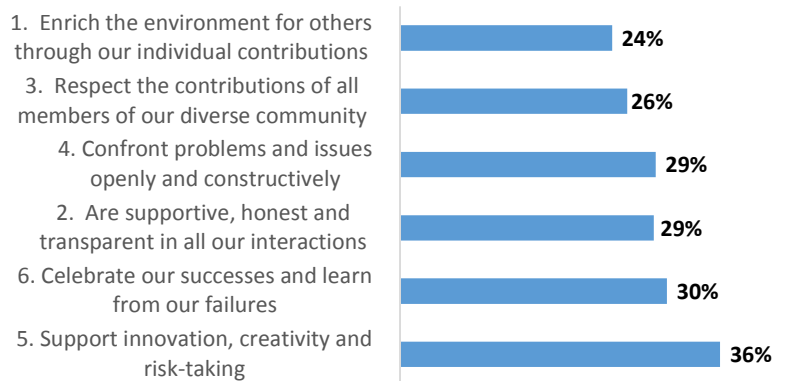 1. Enrich the environment for others
through our individual contributions
24%
3. Respect the contributions of all
members of our diverse community
26%
4. Confront problems and issues
openly and constructively
29%
2. Are supportive, honest and
transparent in all our interactions
29%
6. Celebrate our successes and learn
from our failures
30%
5. Support innovation, creativity and
risk-taking
36%